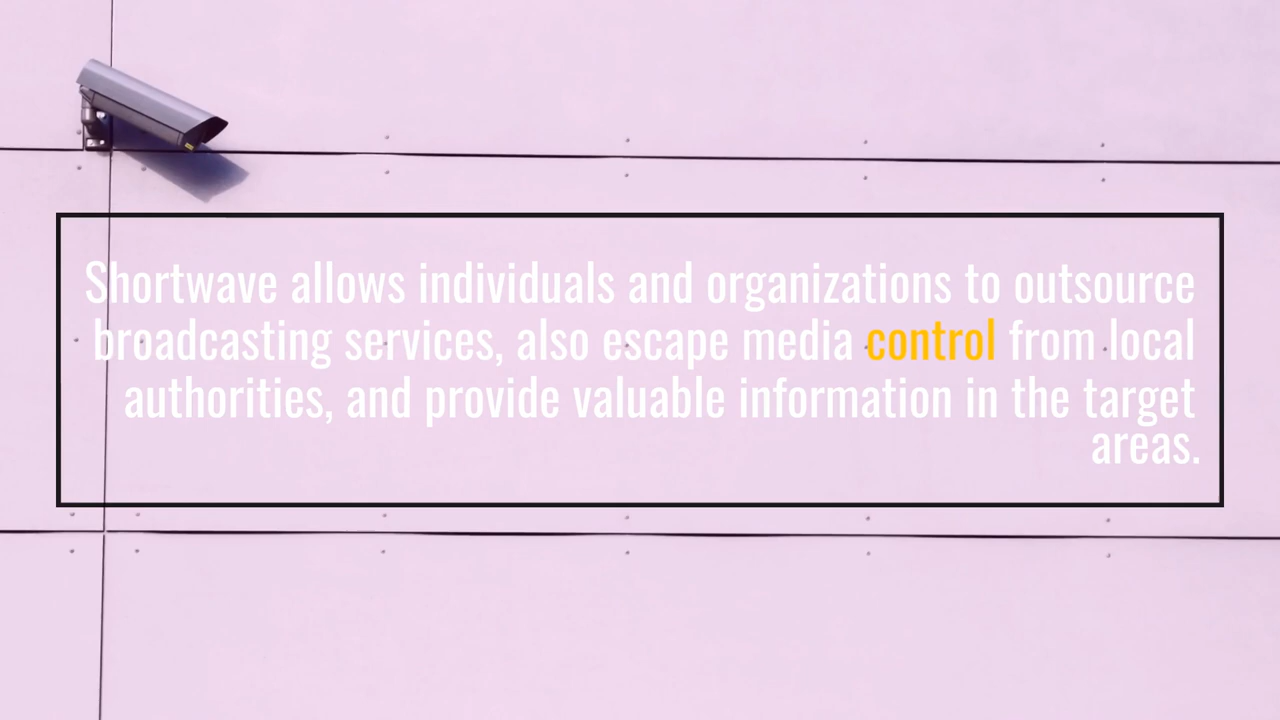 Shortwave allows individuals and organizations to outsource
broadcasting services, also escape media control from local
authorities, and provide valuable information in the target
areas.